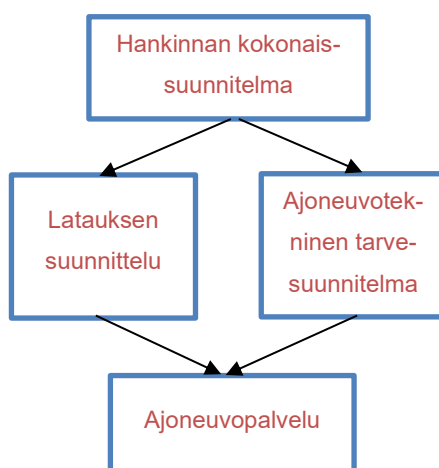 Hankinnan kokonais-
suunnitelma
Latauksen
suunnittelu
Ajoneuvotek-
ninen tarve-
suunnitelma
Ajoneuvopalvelu